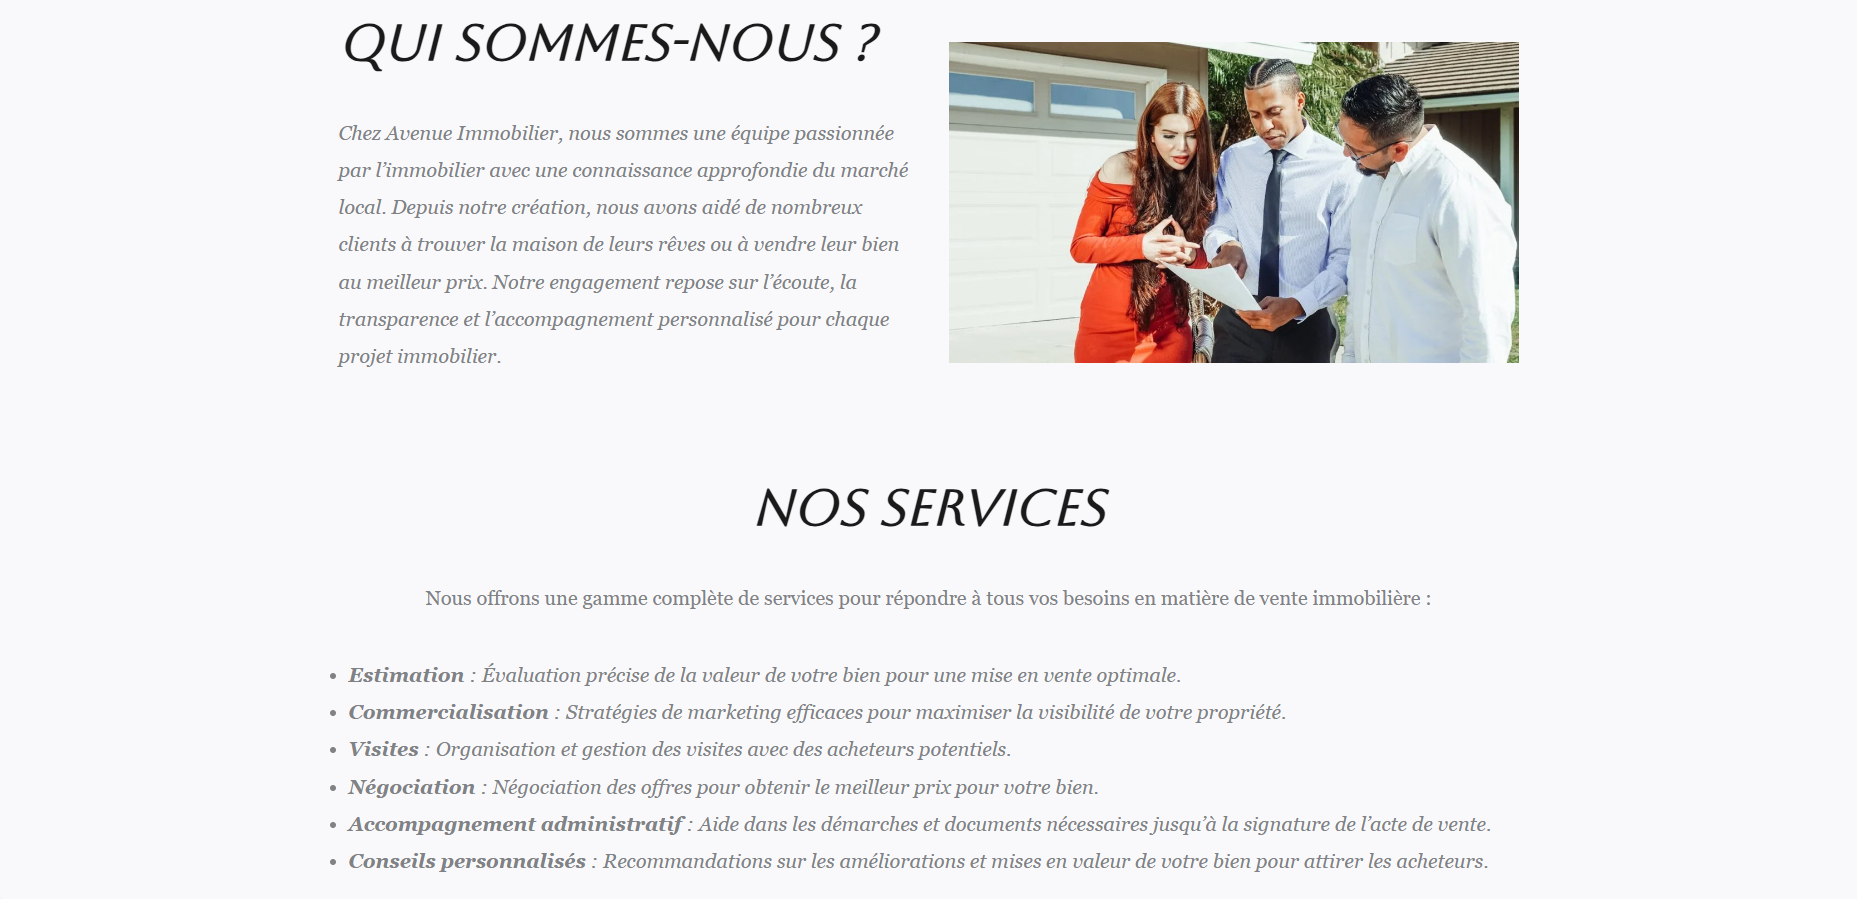 QUI SOMMES-NOUS ?
Chez Avenue Immobilier, nous sommes une équipe passionnée
par l’immobilier avec une connaissance approfondie du marché
local. Depuis notre création, nous avons aidé de nombreux
clients à trouver la maison de leurs rêves ou à vendre leur bien
au meilleur prix. Notre engagement repose sur l’écoute, la
transparence et l’accompagnement personnalisé pour chaque
projet immobilier.
NOS SERVICES
Nous offrons une gamme complète de services pour répondre à tous vos besoins en matière de vente immobilière :
• Estimation : Évaluation précise de la valeur de votre bien pour une mise en vente optimale.
• Commercialisation : Stratégies de marketing efficaces pour maximiser la visibilité de votre propriété.
• Visites : Organisation et gestion des visites avec des acheteurs potentiels.
• Négociation : Négociation des offres pour obtenir le meilleur prix pour votre bien.
• Accompagnement administratif : Aide dans les démarches et documents nécessaires jusqu’à la signature de l’acte de vente.
• Conseils personnalisés : Recommandations sur les améliorations et mises en valeur de votre bien pour attirer les acheteurs.